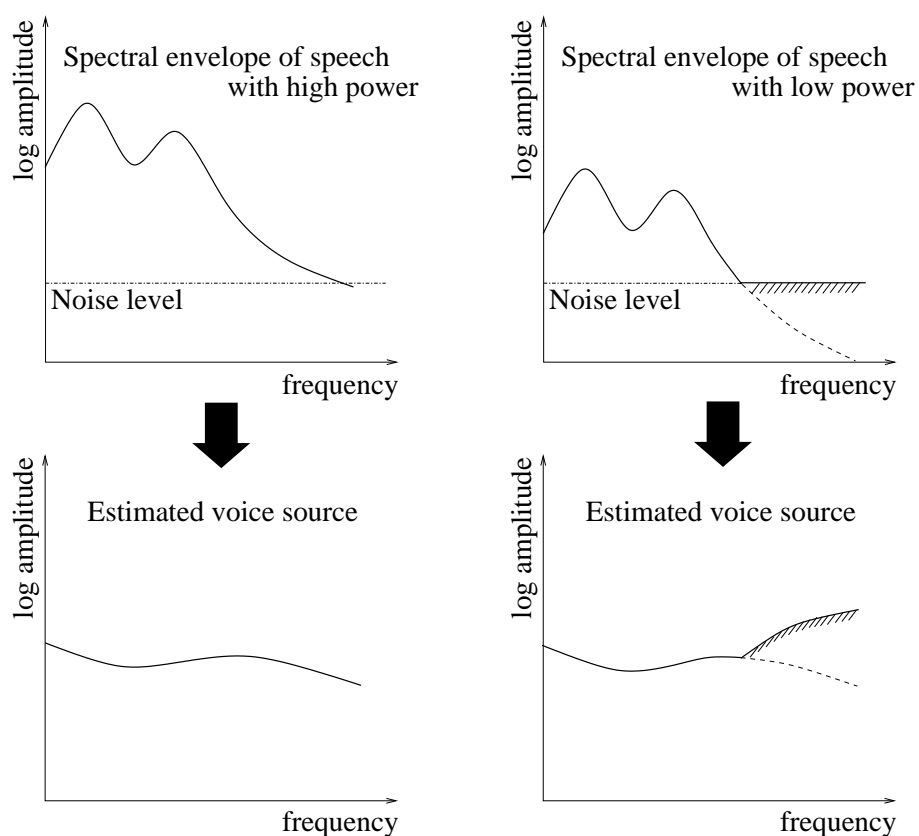 log amplitude
Spectral envelope of speech
with high power
Noise level
frequency
log amplitude
Spectral envelope of speech
with low power
Noise level
frequency
log amplitude
Estimated voice source
frequency
log amplitude
Estimated voice source
frequency